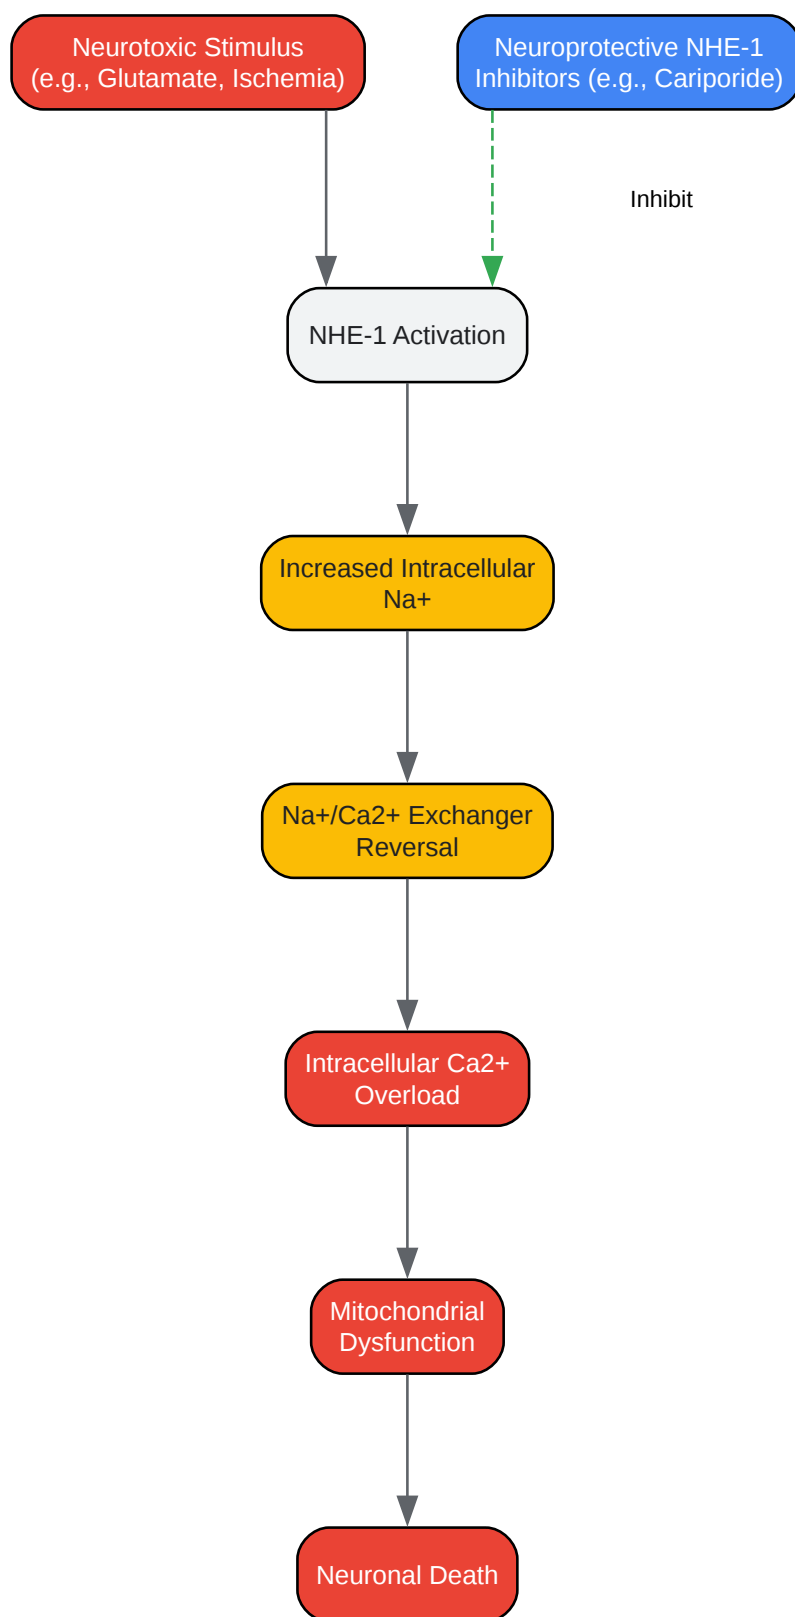 Neurotoxic Stimulus
(e.g., Glutamate, Ischemia)
Neuroprotective NHE-1
Inhibitors (e.g., Cariporide)
Inhibit
NHE-1 Activation
Increased Intracellular
Na+
Na+/Ca2+ Exchanger
Reversal
Intracellular Ca2+
Overload
Mitochondrial
Dysfunction
Neuronal Death